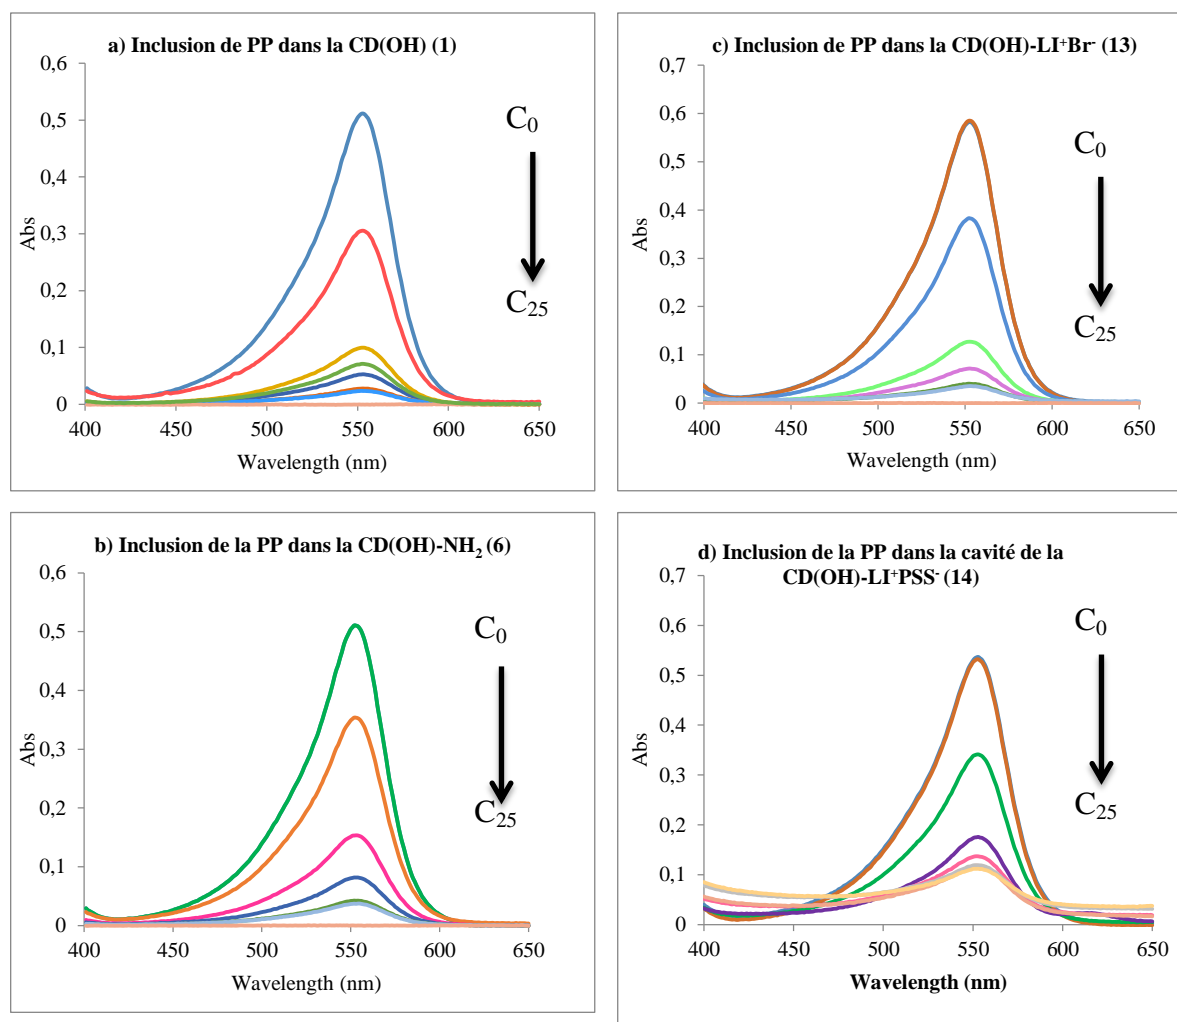 a) Inclusion de PP dans la CD(OH) (1)
0,6
0,5
0,4
0,3
0,2
0,1
0
Abs
400 450 500 550 600 650
Wavelength (nm)
C₀
C₂₅
c) Inclusion de PP dans la CD(OH)-LI⁺Br⁻ (13)
0,7
0,6
0,5
0,4
0,3
0,2
0,1
0
Abs
400 450 500 550 600 650
Wavelength (nm)
C₀
C₂₅
b) Inclusion de la PP dans la CD(OH)-NH₂ (6)
0,6
0,5
0,4
0,3
0,2
0,1
0
Abs
400 450 500 550 600 650
Wavelength (nm)
C₀
C₂₅
d) Inclusion de la PP dans la cavité de la
CD(OH)-LI⁺PSS⁻ (14)
0,7
0,6
0,5
0,4
0,3
0,2
0,1
0
Abs
400 450 500 550 600 650
Wavelength (nm)
C₀
C₂₅